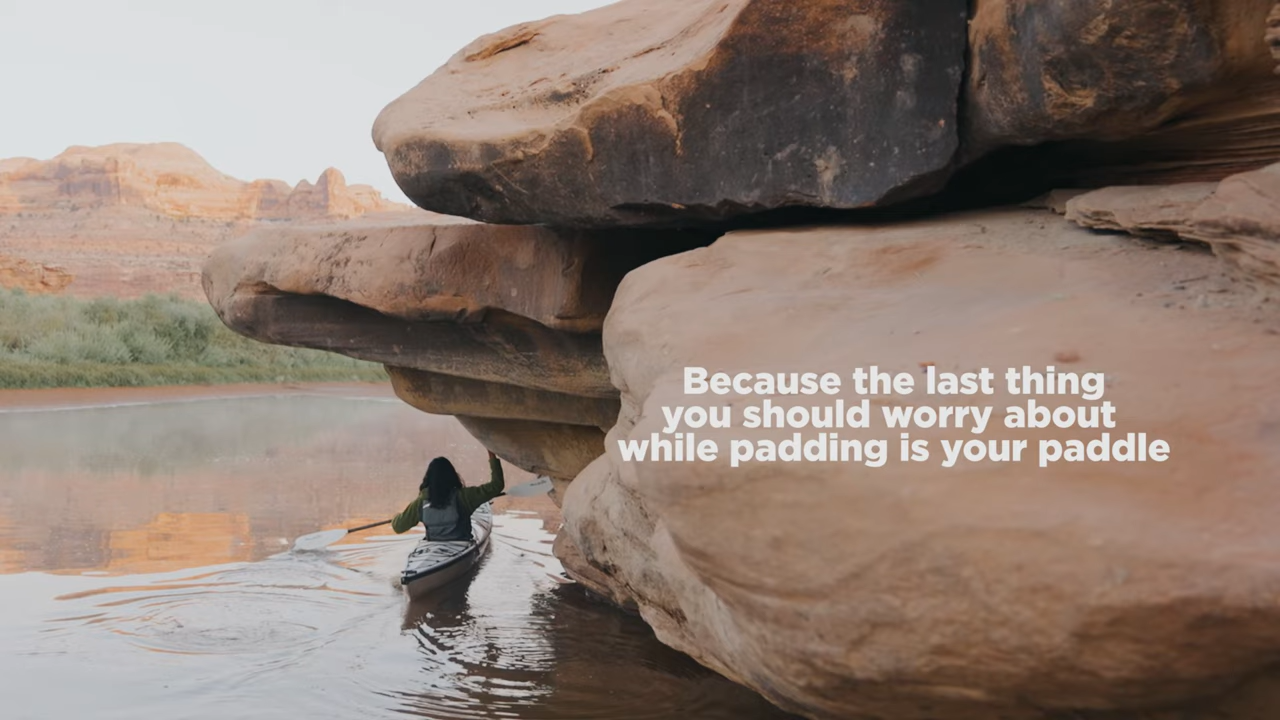 Because the last thing
you should worry about
while padding is your paddle